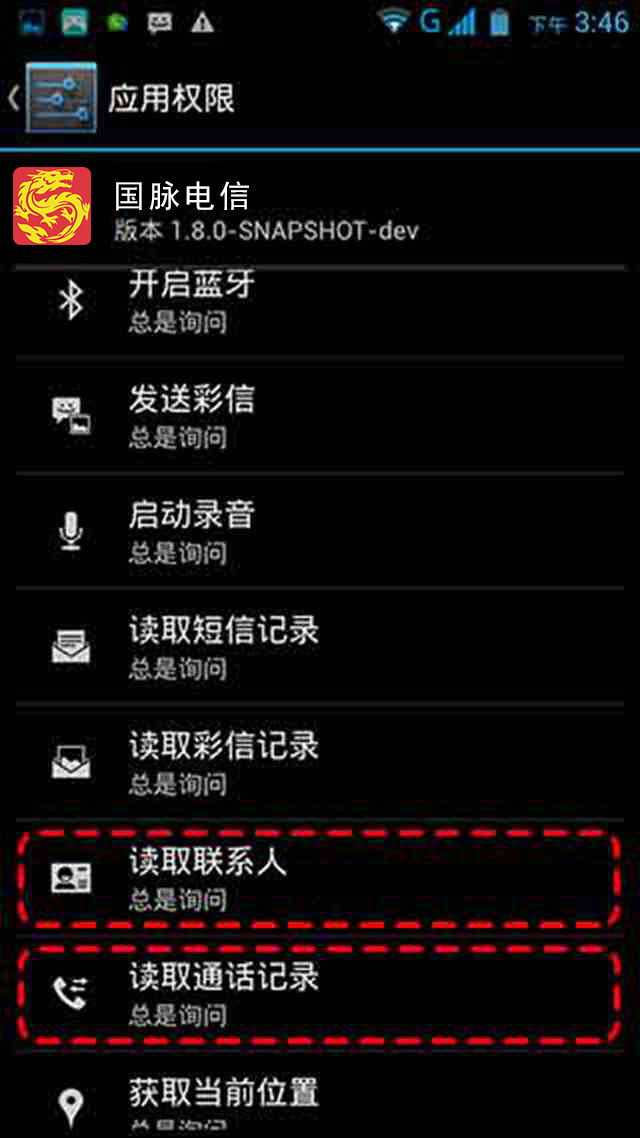 G 下午 3:46
应用权限
国脉电信
版本 1.8.0-SNAPSHOT-dev
开启蓝牙
总是询问
发送彩信
总是询问
启动录音
总是询问
读取短信记录
总是询问
读取彩信记录
总是询问
读取联系人
总是询问
读取通话记录
总是询问
获取当前位置
总是询问